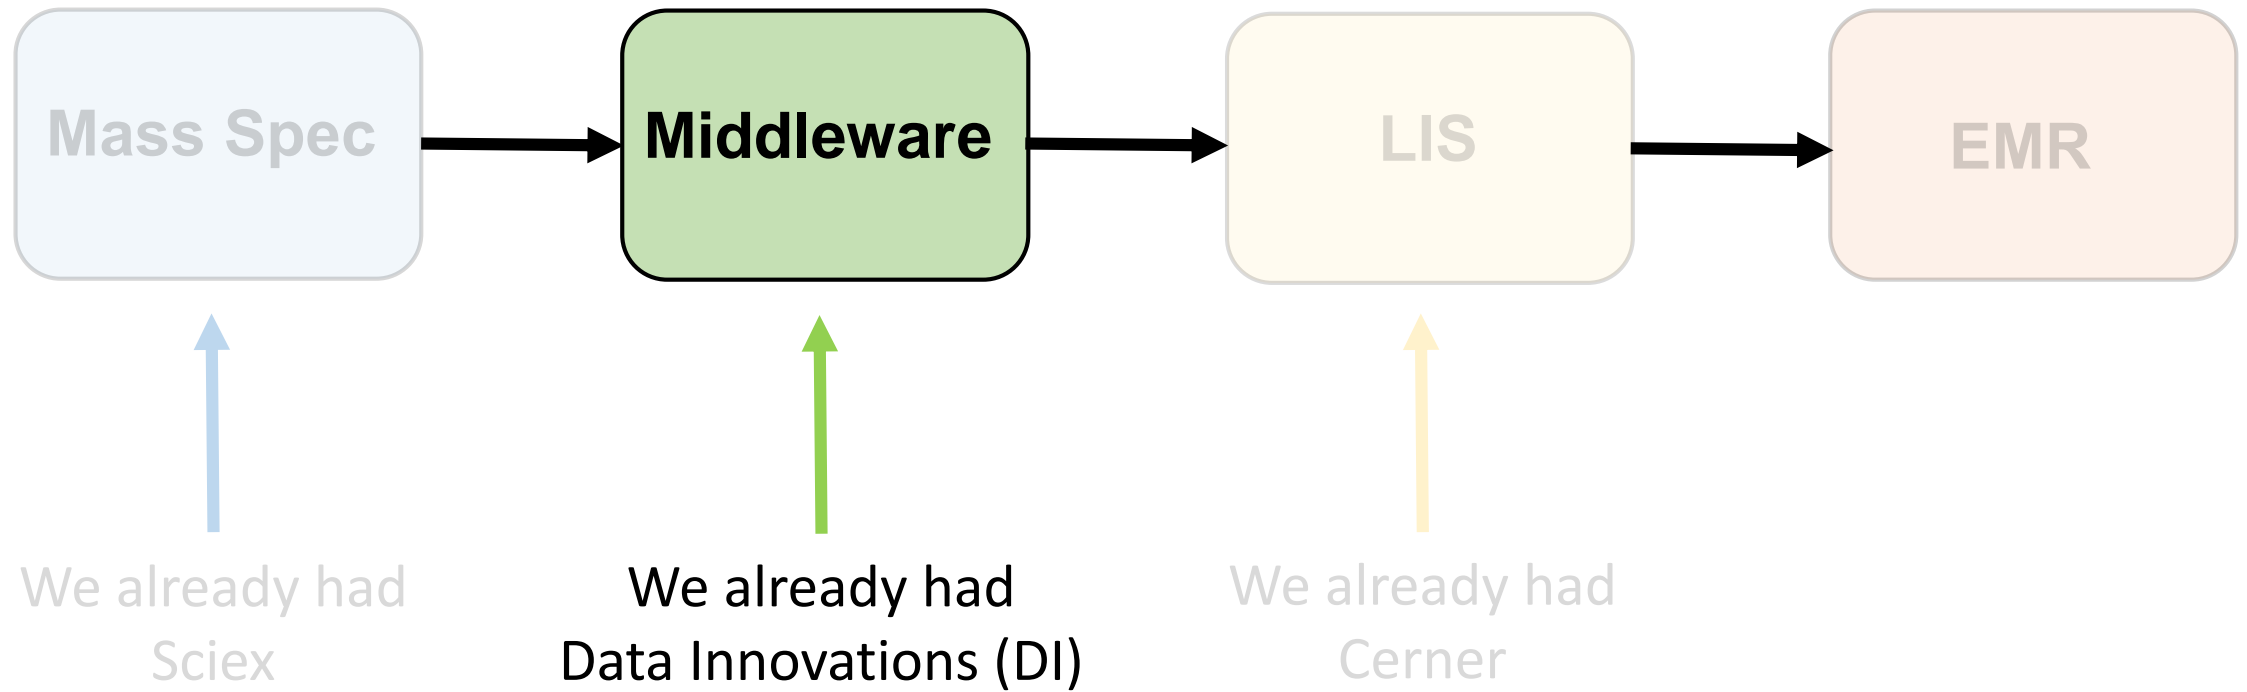 Mass Spec
Middleware
LIS
EMR
We already had
Sciex
We already had
Data Innovations (DI)
We already had
Cerner